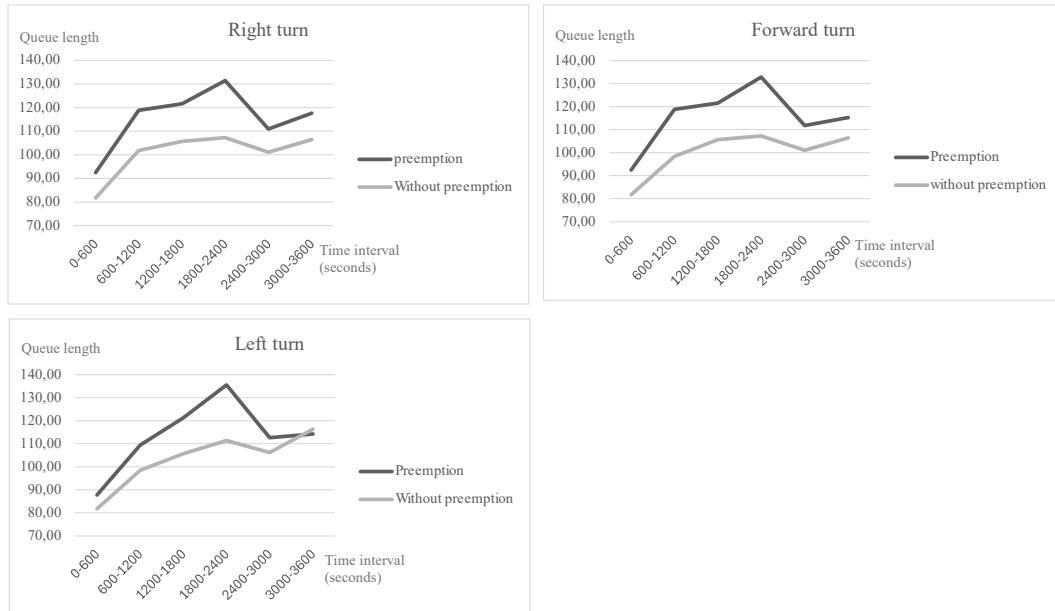 Right turn
Queue length
140,00
130,00
120,00
110,00
100,00
90,00
80,00
70,00
0-600
600-1200
1200-1800
1800-2400
2400-3000
3000-3600
Time interval
(seconds)
preemption
Without preemption
Forward turn
Queue length
140,00
130,00
120,00
110,00
100,00
90,00
80,00
70,00
0-600
600-1200
1200-1800
1800-2400
2400-3000
3000-3600
Time interval
(seconds)
Preemption
without preemption
Left turn
Queue length
140,00
130,00
120,00
110,00
100,00
90,00
80,00
70,00
0-600
600-1200
1200-1800
1800-2400
2400-3000
3000-3600
Time interval
(seconds)
Preemption
Without preemption